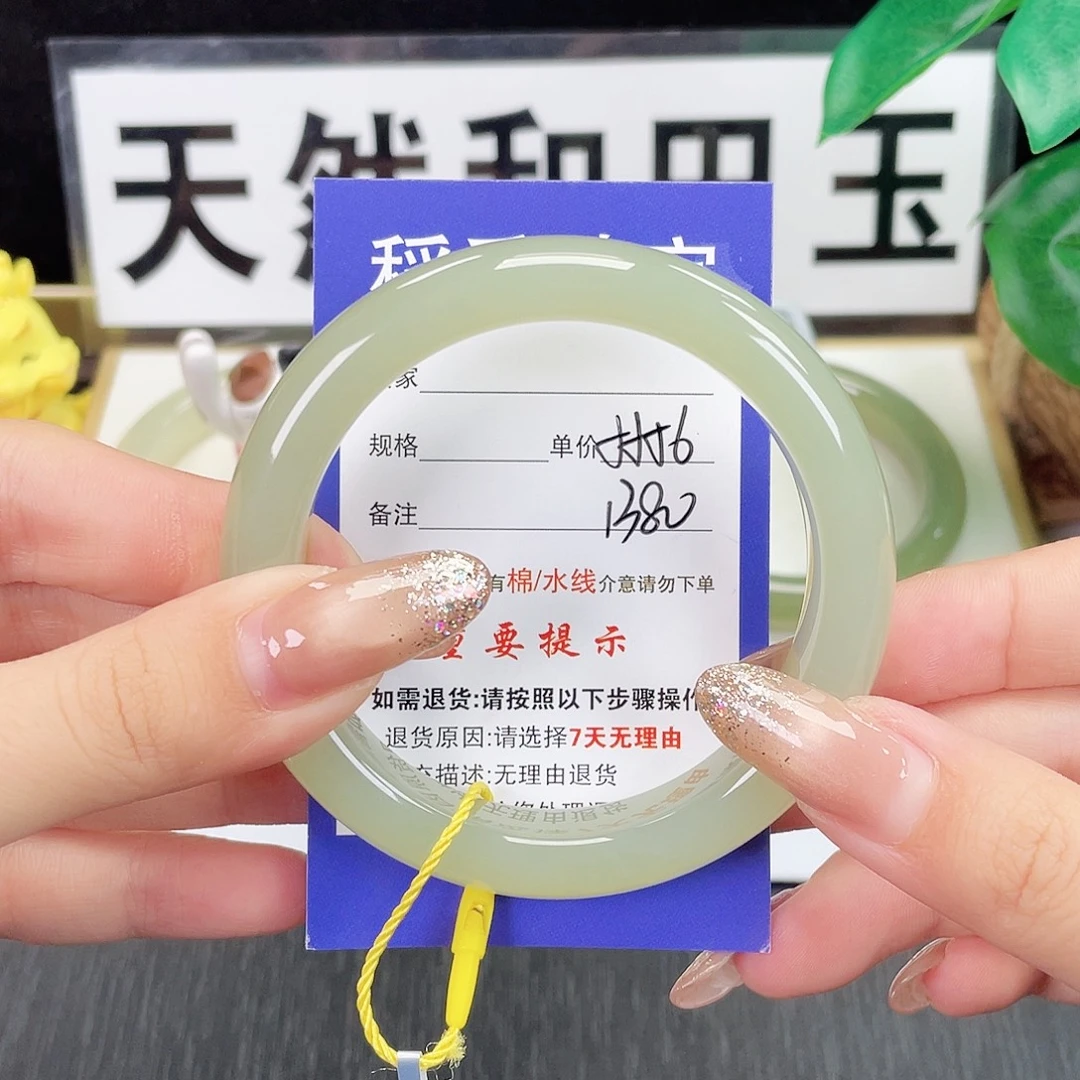 天然和田玉
家
规格 单价 6
备注 1380
有棉/水线介意请勿下单
重要提示
如需退货:请按照以下步骤操作
退货原因:请选择7天无理由
充描述:无理由退货